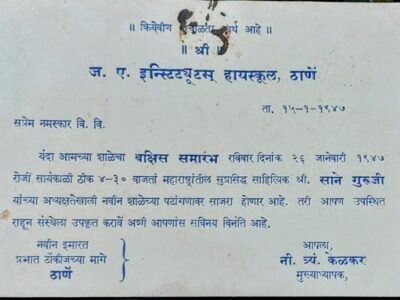 ॥ क्रियेवीण व्यर्थ आहे ॥
॥ श्री ॥
ज. ए. इन्स्टिट्यूटस् हायस्कूल, ठाणें
ता. १५-१-१९४७
सप्रेम नमस्कार वि. वि.
यंदा आमच्या शाळेचा बक्षिस समारंभ रविवार दिनांक २६ जानेवारी १९४७
रोजीं सायंकाळीं ठीक ४-३० वाजतां महाराष्ट्रांतील सुप्रसिद्ध साहित्यिक श्री. साने गुरुजी
यांच्या अध्यक्षतेखाली नवीन शाळेच्या पटांगणावर साजरा होणार आहे. तरी आपण उपस्थित
राहून संस्थेला उपकृत करावें अशी आपणांस सविनय विनंति आहे.
नवीन इमारत
प्रभात टॉकीजच्या मागे
ठाणें
आपला,
नी. त्र्यं. केळकर
मुख्याध्यापक,